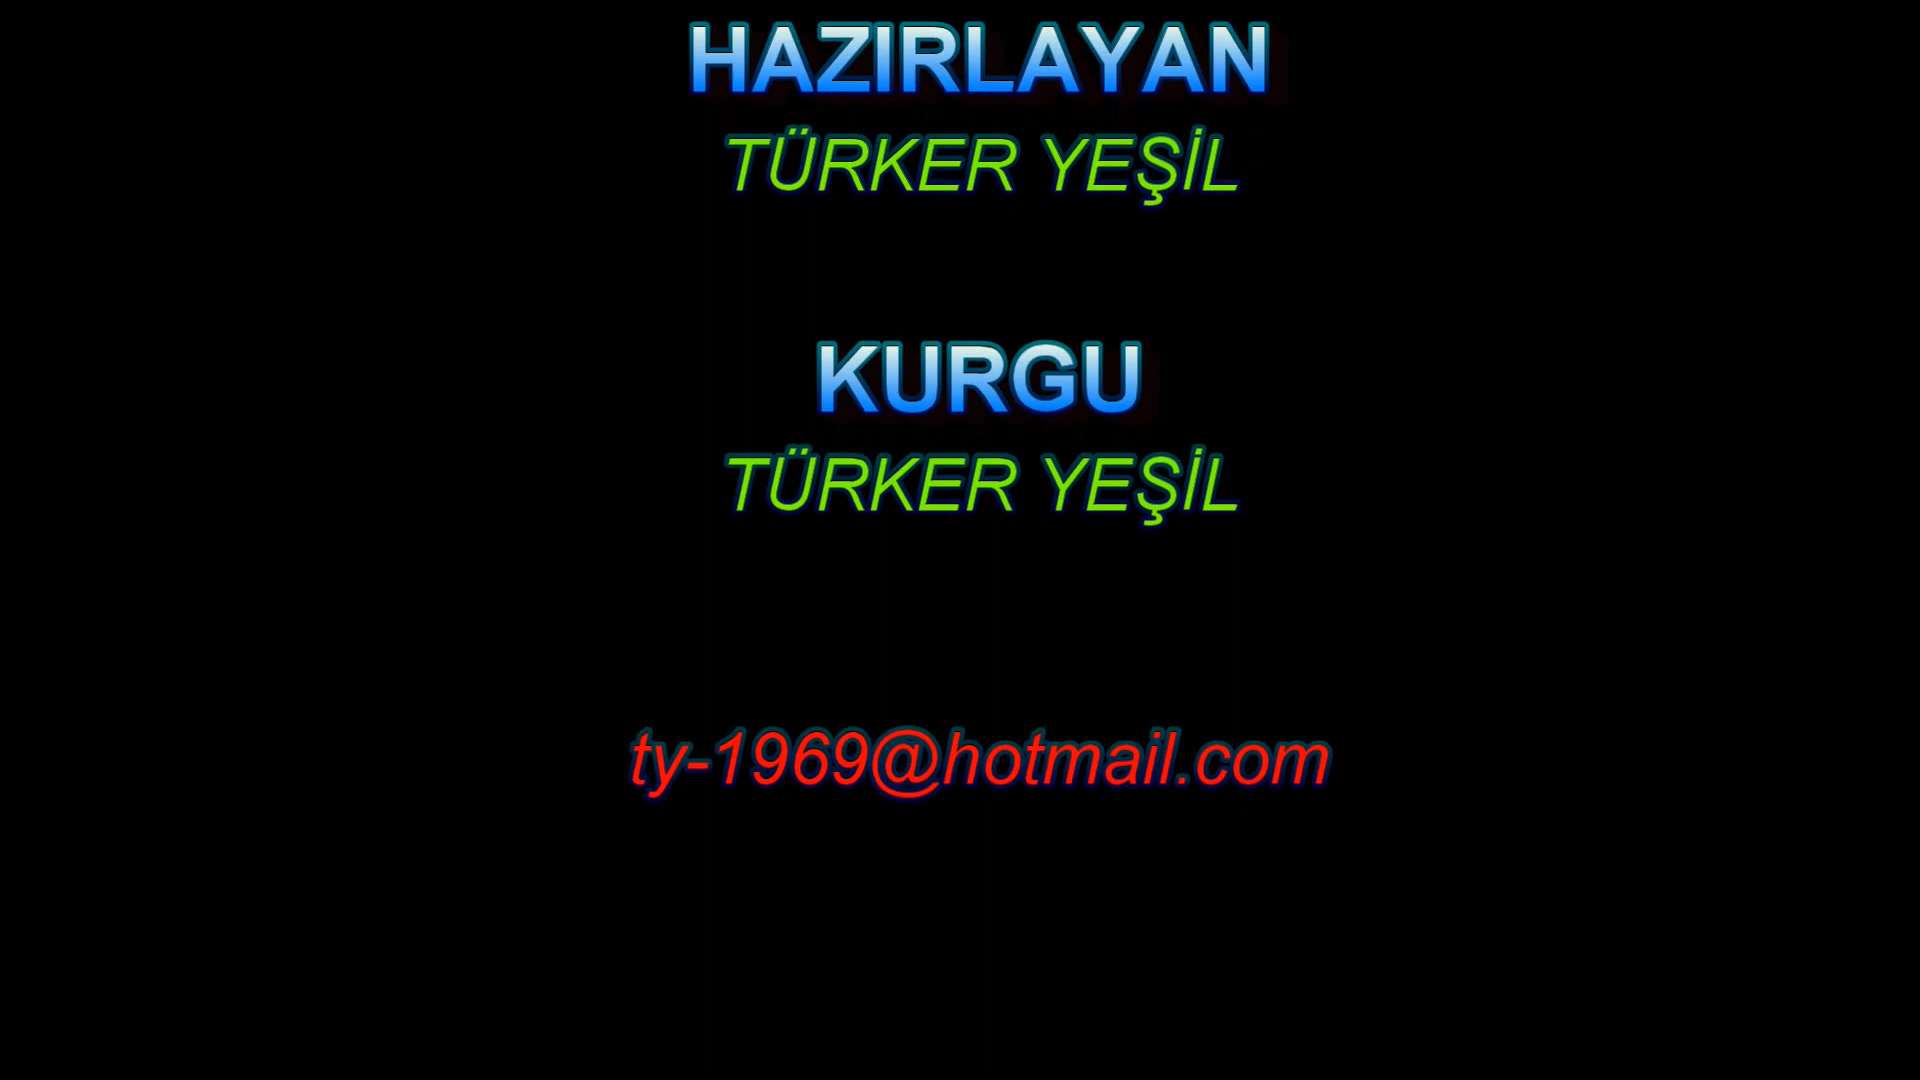 HAZIRLAYAN
TÜRKER YEŞİL
KURGU
TÜRKER YEŞİL
ty-1969@hotmail.com